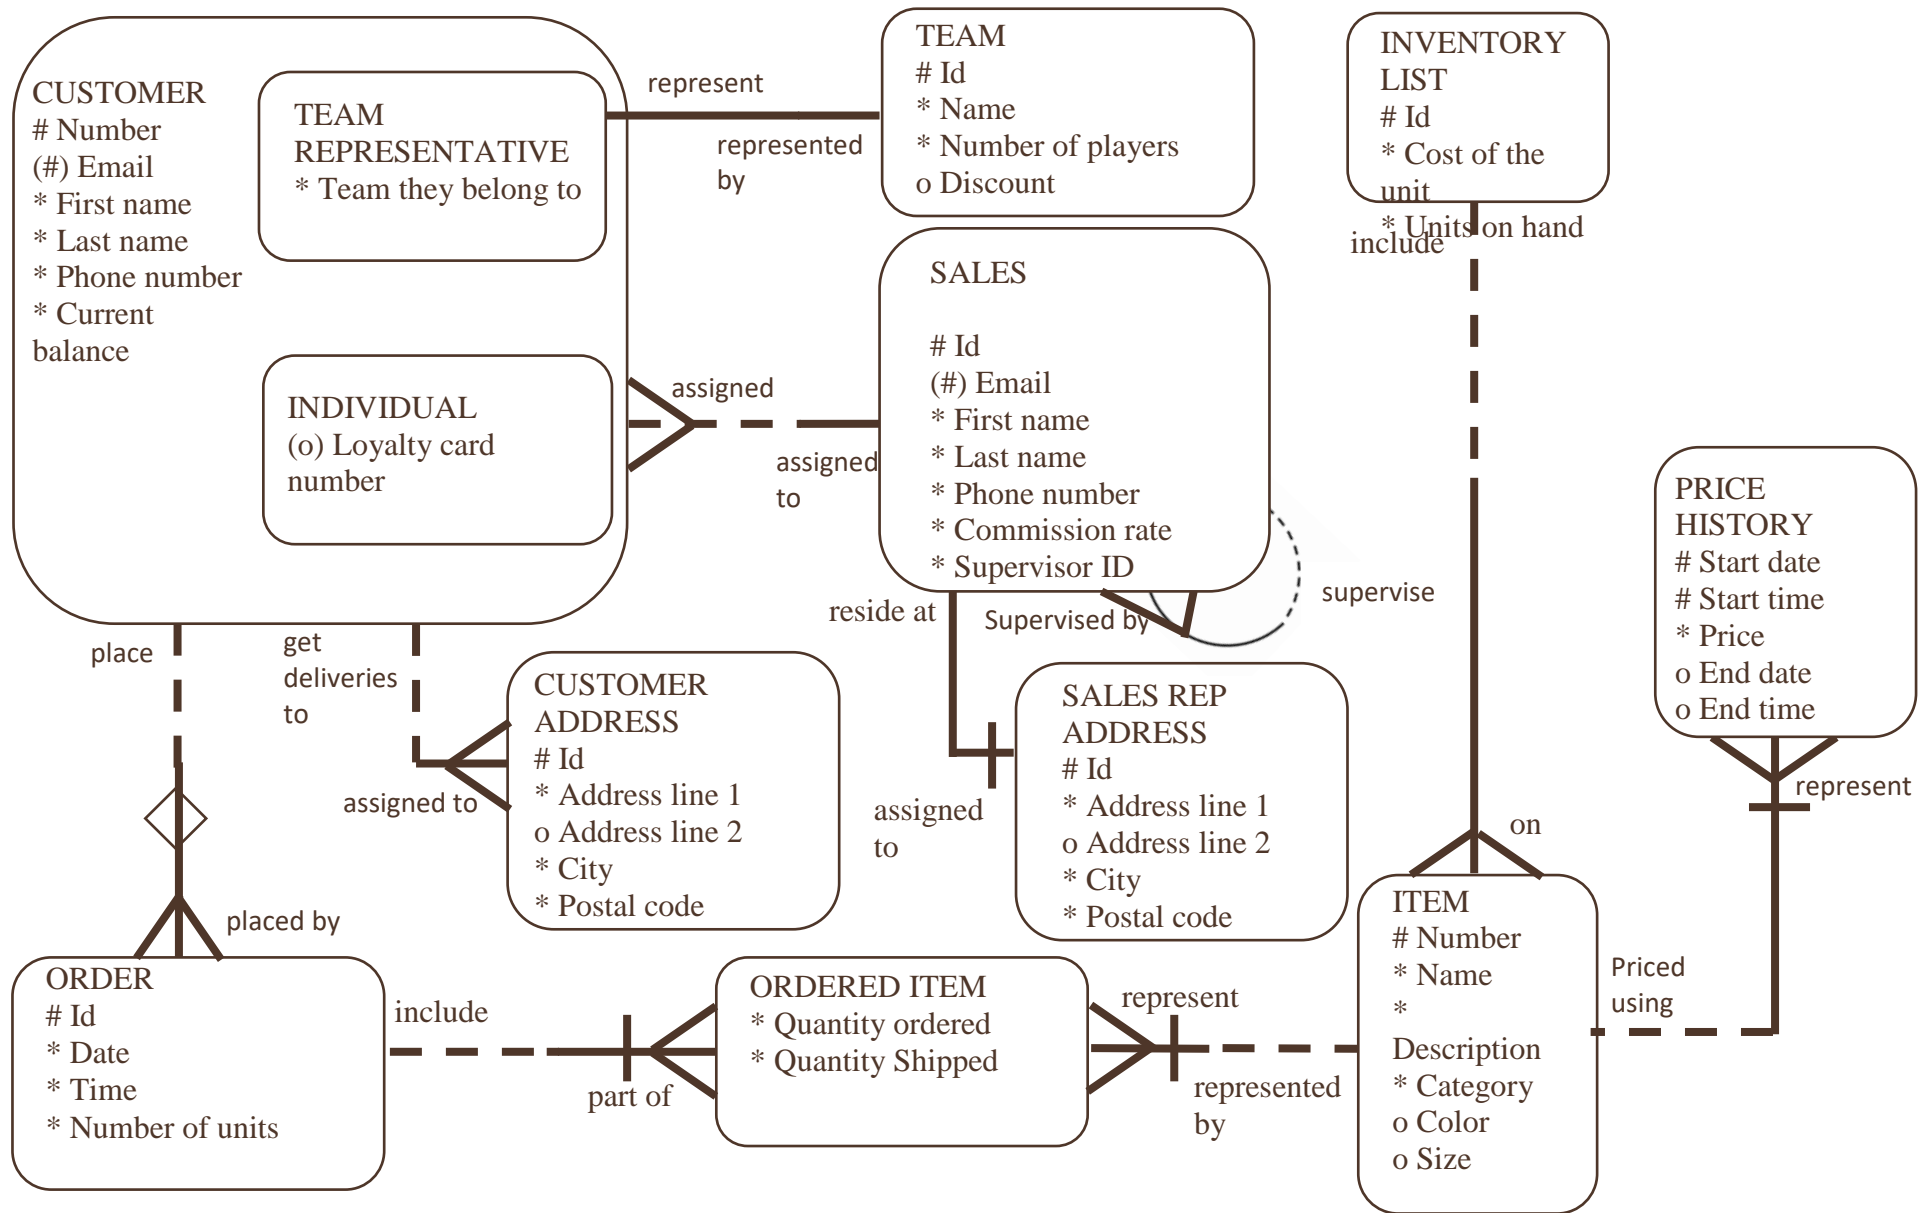 CUSTOMER
# Number
(#) Email
* First name
* Last name
* Phone number
* Current
balance
TEAM
REPRESENTATIVE
* Team they belong to
INDIVIDUAL
(o) Loyalty card
number
represent
represented
by
TEAM
# Id
* Name
* Number of players
o Discount
INVENTORY
LIST
# Id
* Cost of the
unit
* Units on hand
include
SALES
# Id
(#) Email
* First name
* Last name
* Phone number
* Commission rate
* Supervisor ID
assigned
assigned
to
PRICE
HISTORY
# Start date
# Start time
* Price
o End date
o End time
supervise
Supervised by
reside at
place
get
deliveries
to
CUSTOMER
ADDRESS
# Id
* Address line 1
o Address line 2
* City
* Postal code
assigned to
SALES REP
ADDRESS
# Id
* Address line 1
o Address line 2
* City
* Postal code
assigned
to
represent
on
placed by
ORDER
# Id
* Date
* Time
* Number of units
include
part of
ORDERED ITEM
* Quantity ordered
* Quantity Shipped
represent
represented
by
ITEM
# Number
* Name
*
Description
* Category
o Color
o Size
Priced
using